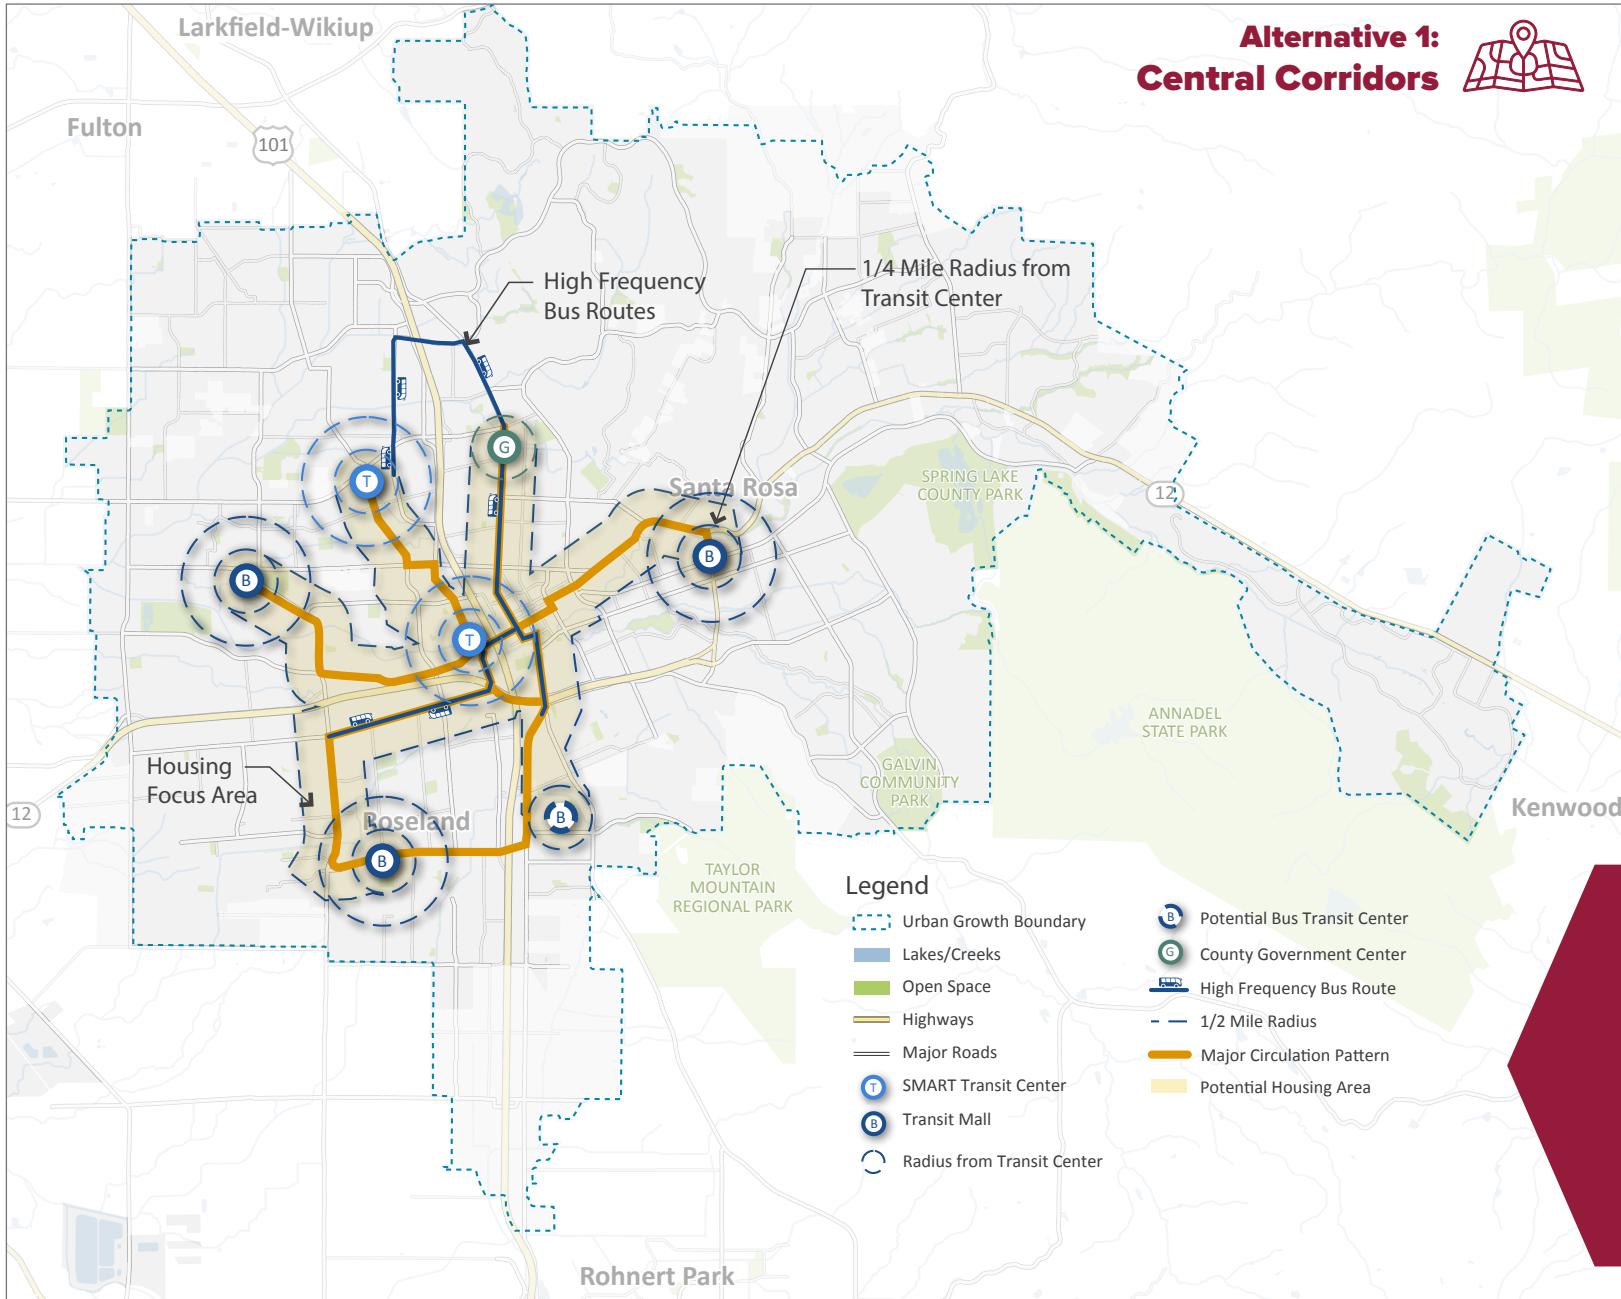 Alternative 1:
Central Corridors
Larkfield-Wikiup
Fulton
101
High Frequency
Bus Routes
1/4 Mile Radius from
Transit Center
G
T
Santa Rosa
SPRING LAKE
COUNTY PARK
12
B
B
T
ANNADEL
STATE PARK
Housing
Focus Area
GALVIN
COMMUNITY
PARK
12
Kenwood
Roseland
B
B
TAYLOR
MOUNTAIN
REGIONAL PARK
Legend
Urban Growth Boundary
Lakes/Creeks
Open Space
Highways
Major Roads
T SMART Transit Center
B Transit Mall
Radius from Transit Center
B Potential Bus Transit Center
G County Government Center
High Frequency Bus Route
1/2 Mile Radius
Major Circulation Pattern
Potential Housing Area
Rohnert Park